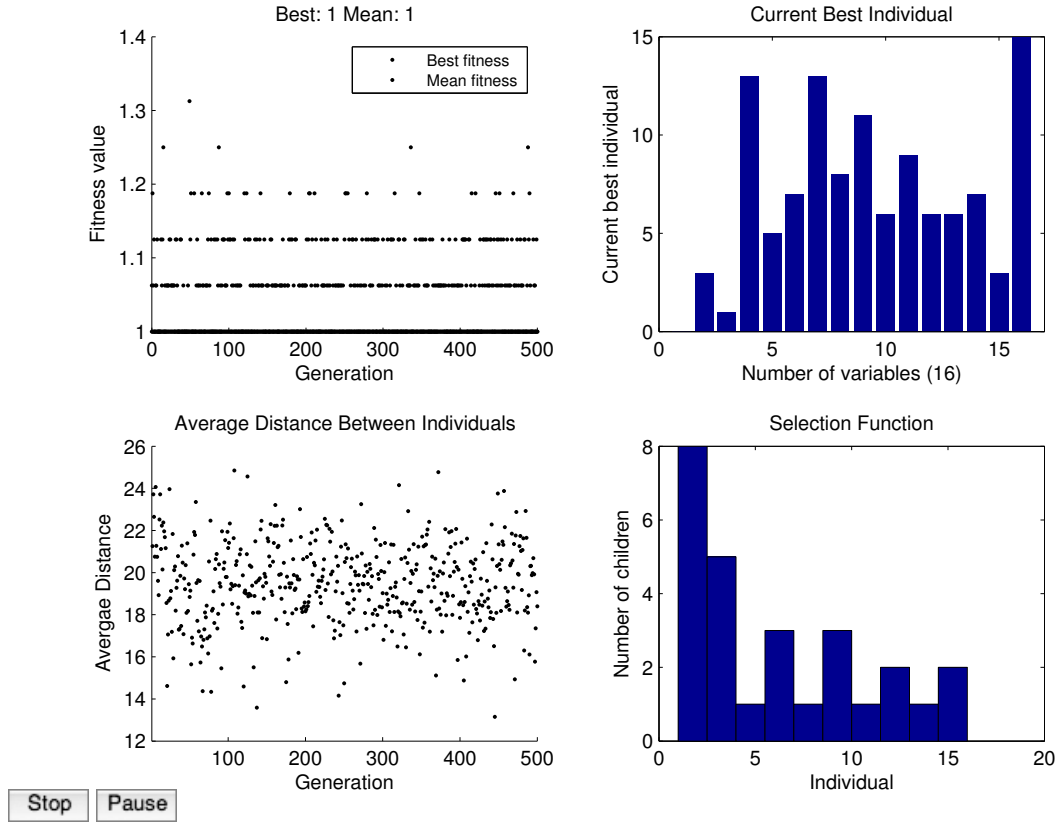 Best: 1 Mean: 1
1.4
1.3
1.2
1.1
1
Fitness value
Best fitness
Mean fitness
0
100
200
300
400
500
Generation
Current Best Individual
15
10
5
0
Current best individual
0
5
10
15
Number of variables (16)
Average Distance Between Individuals
26
24
22
20
18
16
14
12
Avergae Distance
100
200
300
400
500
Generation
Selection Function
8
6
4
2
0
Number of children
0
5
10
15
20
Individual
Stop
Pause